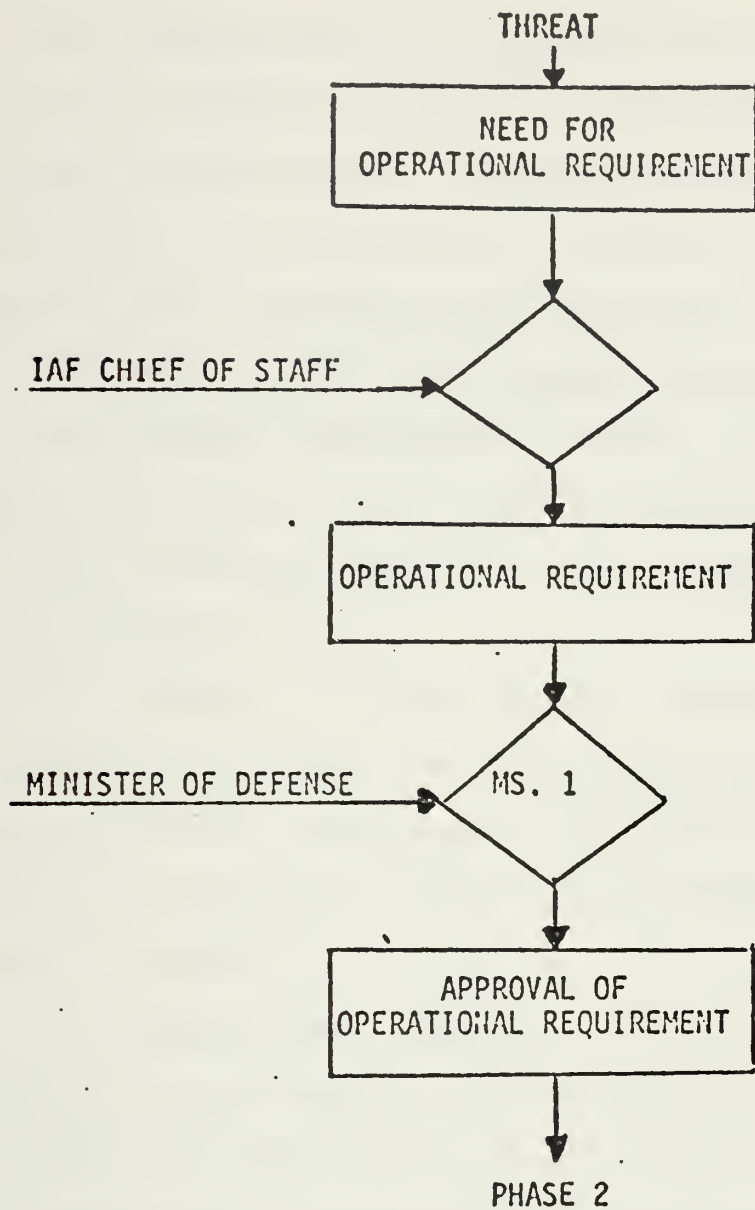 THREAT
NEED FOR
OPERATIONAL REQUIREMENT
IAF CHIEF OF STAFF
OPERATIONAL REQUIREMENT
MINISTER OF DEFENSE
MS. 1
APPROVAL OF
OPERATIONAL REQUIREMENT
PHASE 2